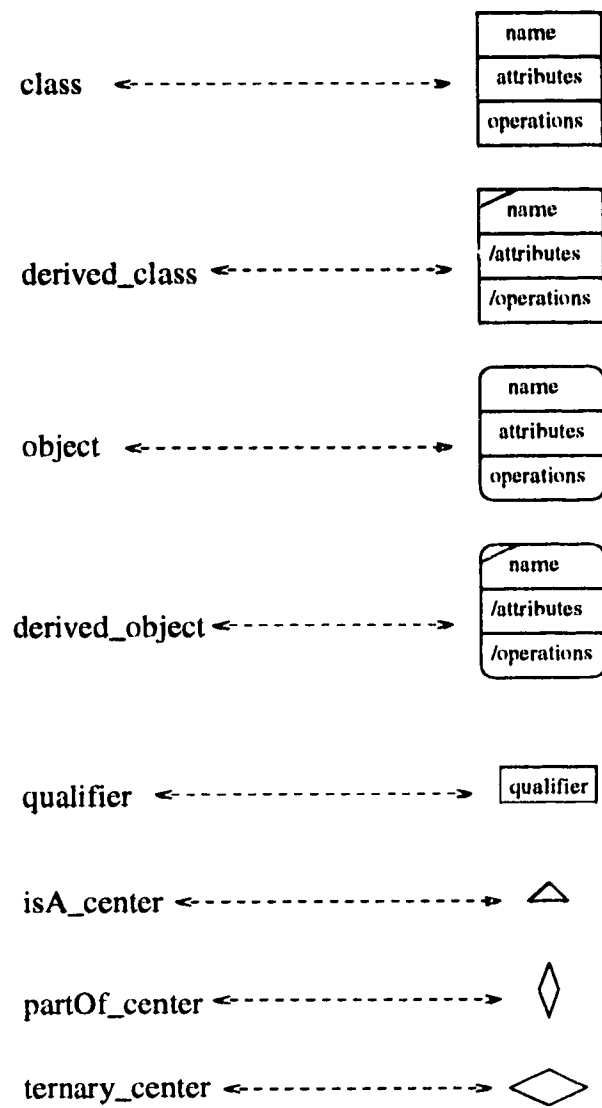 name
class
attributes
operations
name
derived_class
/attributes
/operations
name
object
attributes
operations
name
derived_object
/attributes
/operations
qualifier
qualifier
isA_center
partOf_center
ternary_center